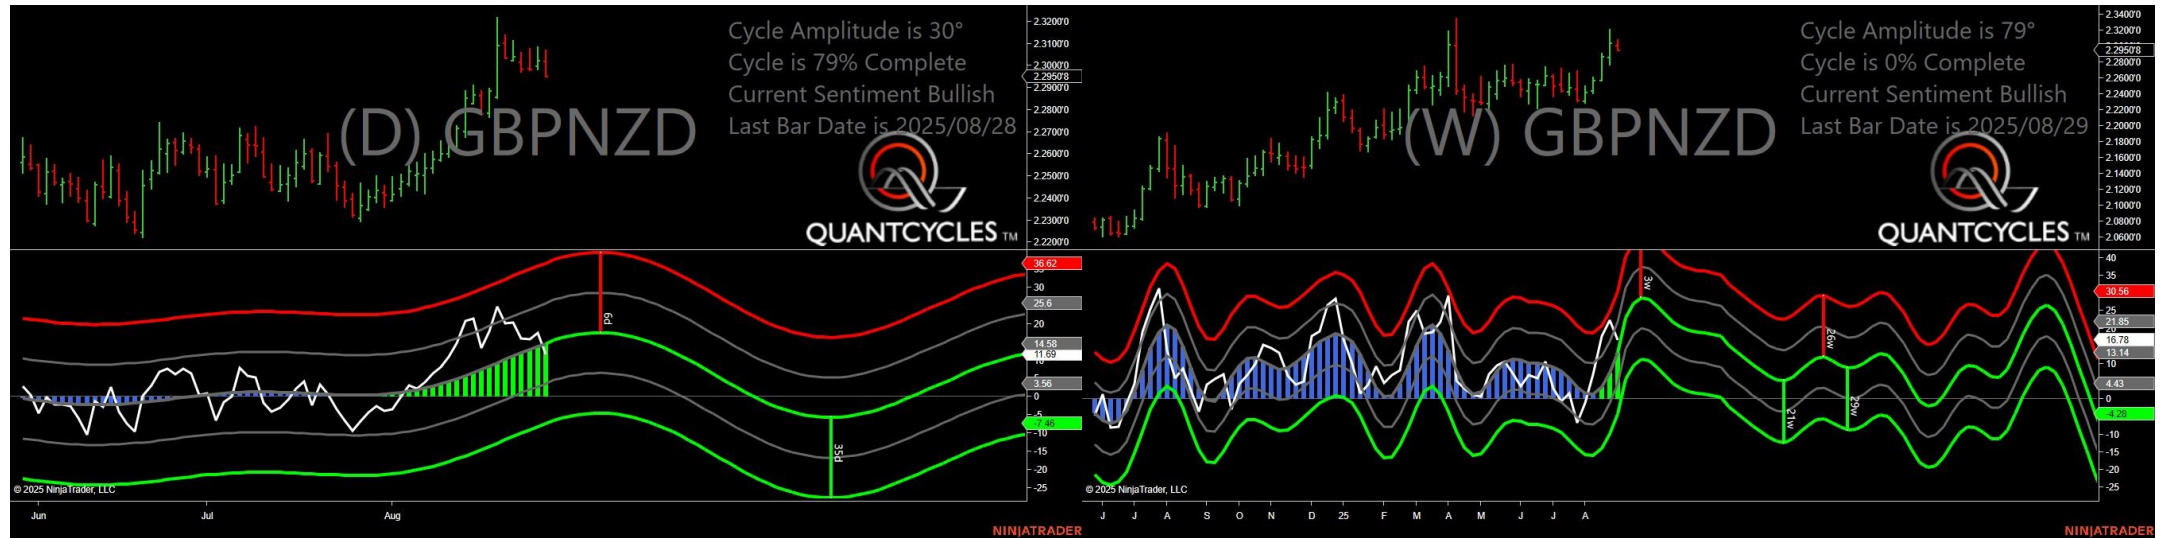 Cycle Amplitude is 30°
Cycle is 79% Complete
Current Sentiment Bullish
Last Bar Date is 2025/08/28
(D) GBPNZD
QUANTCYCLES TM
2.3200'0
2.3100'0
2.3000'0
2.2950'8
2.2900'0
2.2800'0
2.2700'0
2.2600'0
2.2500'0
2.2400'0
2.2300'0
2.2200'0
36.62
30
25.6
20
14.58
11.69
3.56
0
-5
-7.46
-10
-15
-20
-25
6d
35d
© 2025 NinjaTrader, LLC
Jun Jul Aug
NINJATRADER
Cycle Amplitude is 79°
Cycle is 0% Complete
Current Sentiment Bullish
Last Bar Date is 2025/08/29
(W) GBPNZD
QUANTCYCLES TM
2.3400'0
2.3200'0
2.2950'8
2.2800'0
2.2600'0
2.2400'0
2.2200'0
2.2000'0
2.1800'0
2.1600'0
2.1400'0
2.1200'0
2.1000'0
2.0800'0
2.0600'0
40
35
30.56
25
21.85
16.78
13.14
10
4.43
0
-4.28
-10
-15
-20
-25
3w
26w
21w
29w
© 2025 NinjaTrader, LLC
J J A S O N D 25 F M A M J J A
NINJATRADER